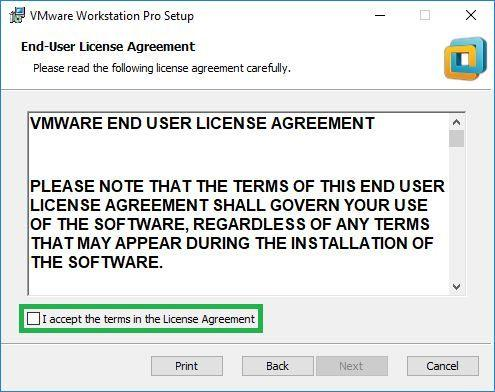 VMware Workstation Pro Setup
End-User License Agreement
Please read the following license agreement carefully.
VMWARE END USER LICENSE AGREEMENT
PLEASE NOTE THAT THE TERMS OF THIS END USER
LICENSE AGREEMENT SHALL GOVERN YOUR USE
OF THE SOFTWARE, REGARDLESS OF ANY TERMS
THAT MAY APPEAR DURING THE INSTALLATION OF
THE SOFTWARE.
I accept the terms in the License Agreement
Print Back Next Cancel